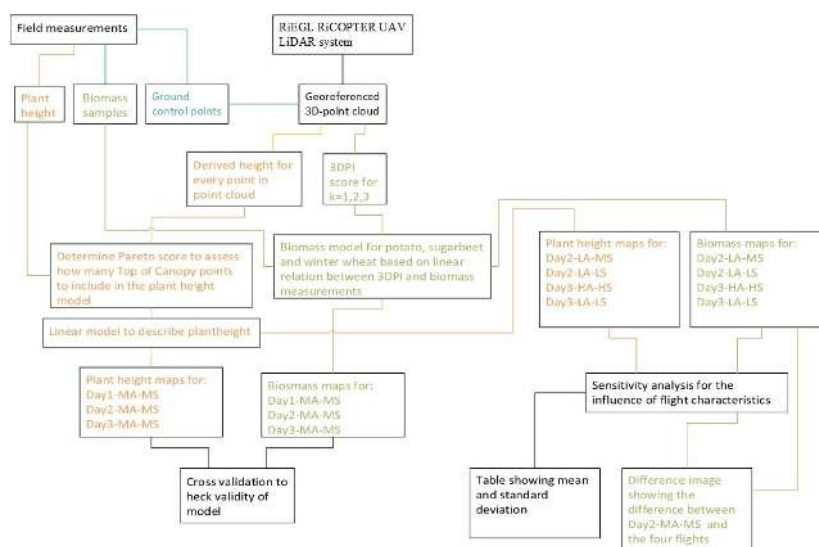 Field measurements
RiEGL RiCOPTER UAV
LiDAR system
Plant
height
Biomass
samples
Ground
control points
Georeferenced
3D-point cloud
Derived height for
every point in
point cloud
3DPI
score for
k=1,2,3
Determine Pareto score to assess
how many Top of Canopy points
to include in the plant height
model
Biomass model for potato, sugarbeet
and winter wheat based on linear
relation between 3DPI and biomass
measurements
Plant height maps for:
Day2-LA-MS
Day2-LA-LS
Day3-HA-HS
Day3-LA-LS
Biomass maps for:
Day2-LA-MS
Day2-LA-LS
Day3-HA-HS
Day3-LA-LS
Linear model to describe plantheight
Plant height maps for:
Day1-MA-MS
Day2-MA-MS
Day3-MA-MS
Biosmass maps for:
Day1-MA-MS
Day2-MA-MS
Day3-MA-MS
Sensitivity analysis for the
influence of flight characteristics
Cross validation to
heck validity of
model
Table showing mean
and standard
deviation
Difference image
showing the
difference between
Day2-MA-MS and
the four flights